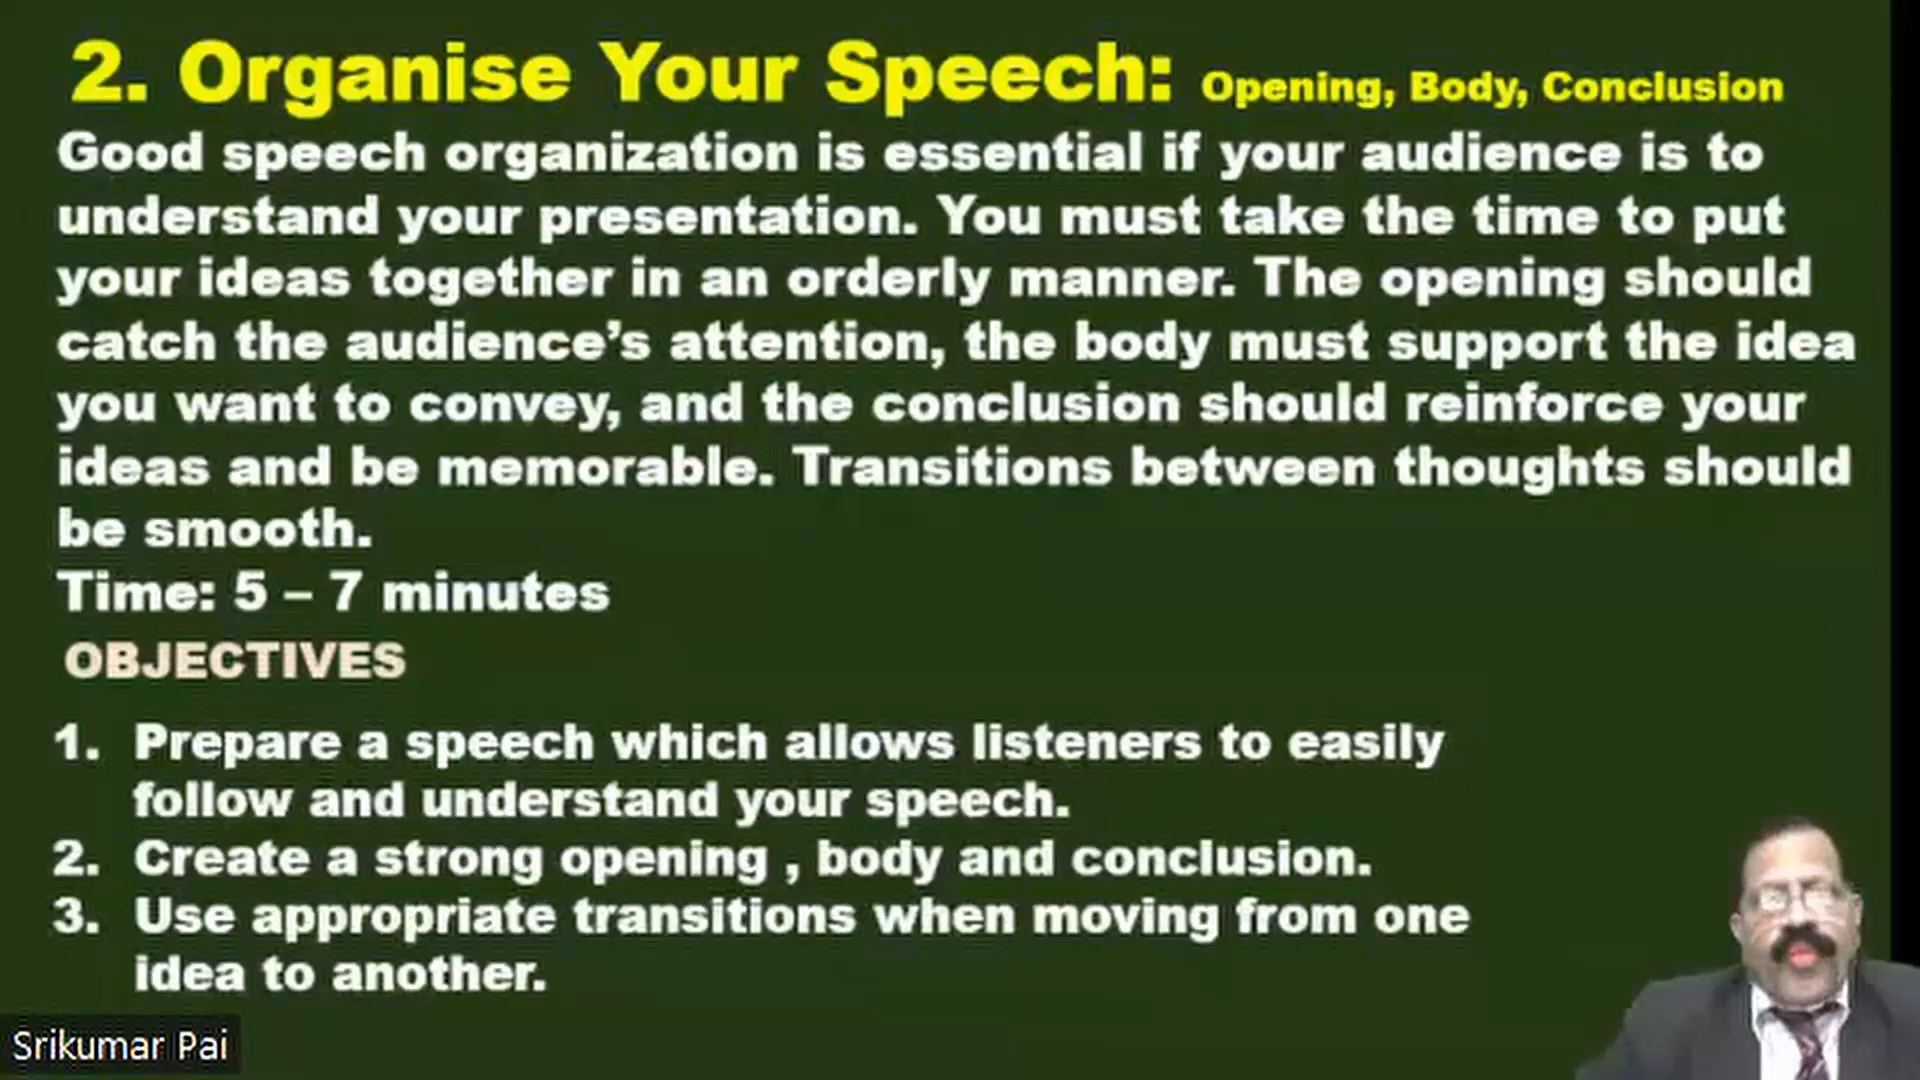 2. Organise Your Speech: Opening, Body, Conclusion
Good speech organization is essential if your audience is to
understand your presentation. You must take the time to put
your ideas together in an orderly manner. The opening should
catch the audience’s attention, the body must support the idea
you want to convey, and the conclusion should reinforce your
ideas and be memorable. Transitions between thoughts should
be smooth.
Time: 5 – 7 minutes
OBJECTIVES
1. Prepare a speech which allows listeners to easily
follow and understand your speech.
2. Create a strong opening , body and conclusion.
3. Use appropriate transitions when moving from one
idea to another.
Srikumar Pai